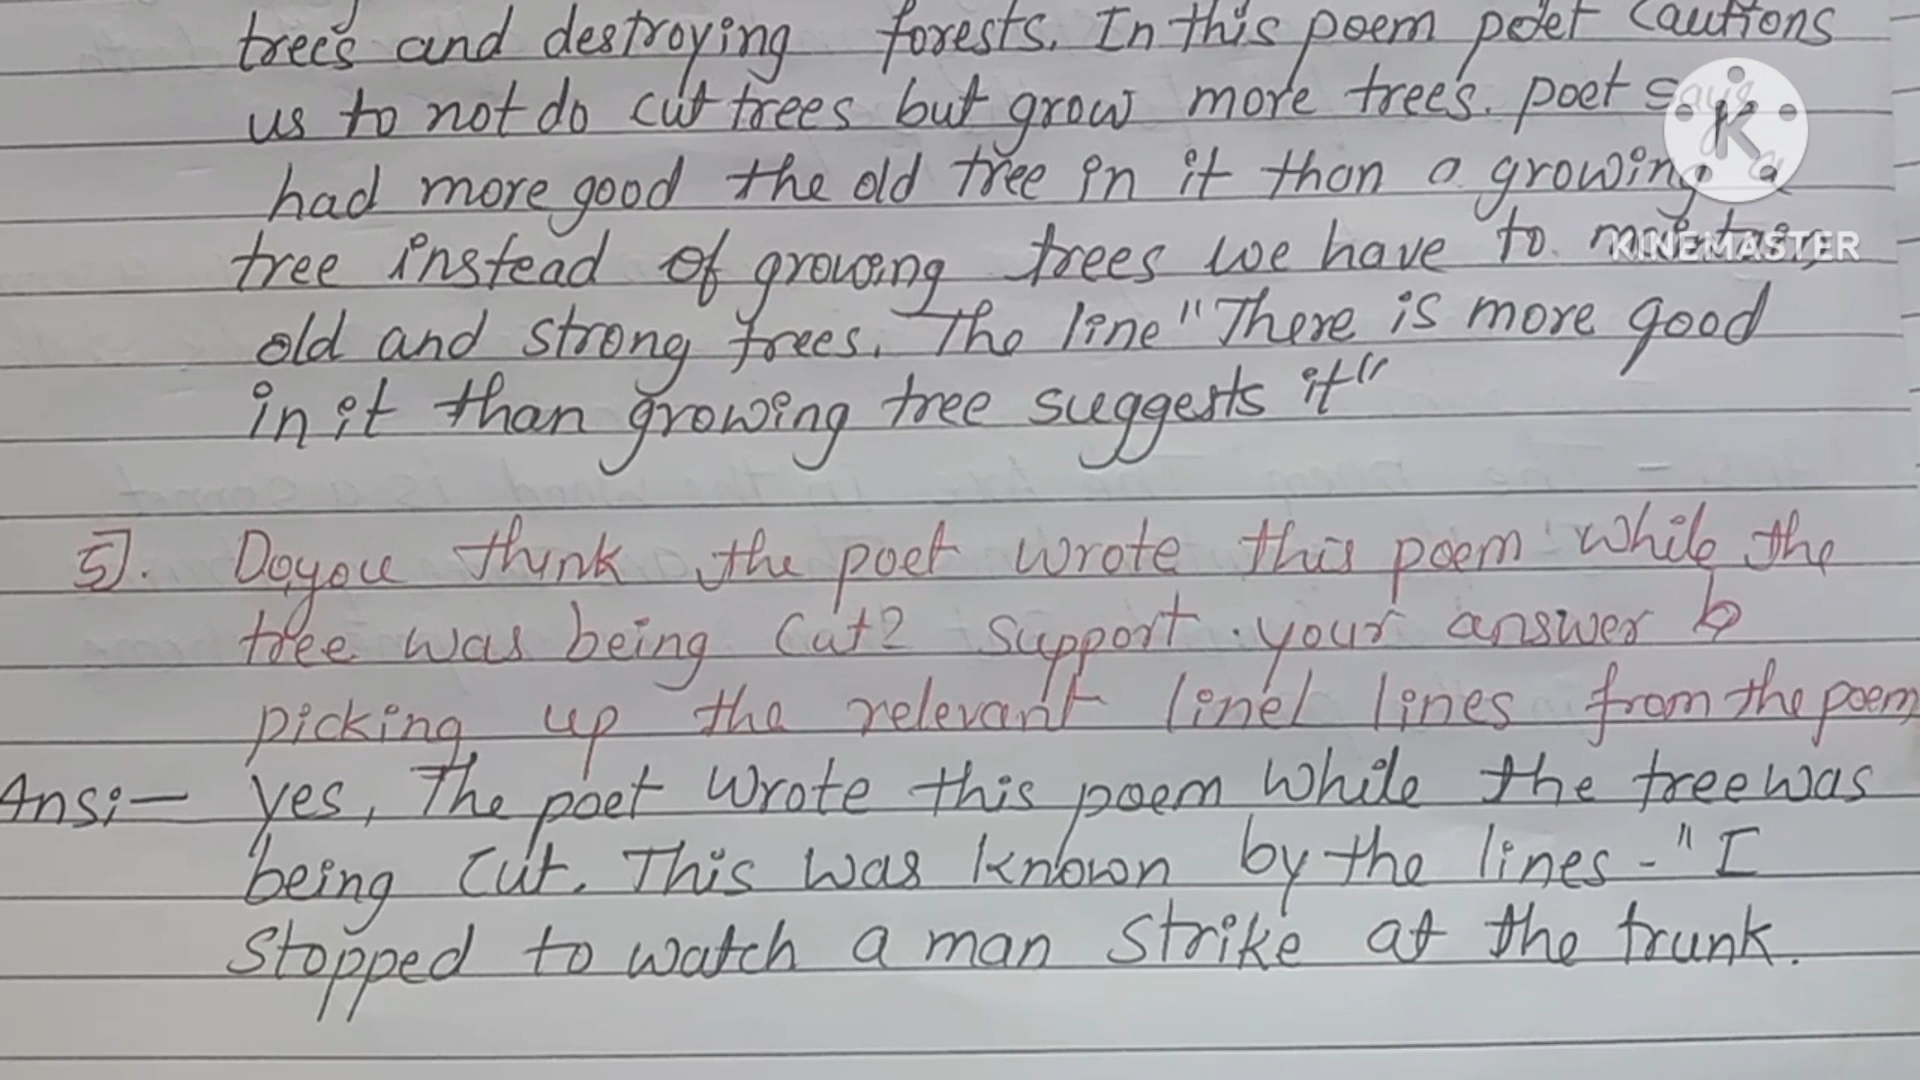 trees and destroying forests. In this poem poet cautions
us to not do cut trees but grow more trees. poet says
had more good the old tree in it than a growing a
tree instead of growing trees we have to maintain
KINEMASTER
old and strong trees. The line "There is more good
in it than growing tree suggests it"
5]. Doyou thynk the poet wrote this poem while the
tree was being Cut? Support your answer b
picking up the relevant line/ lines from the poem
Ans:- yes, The poet wrote this poem while the tree was
being cut. This was known by the lines - "I
stopped to watch a man strike at the trunk.